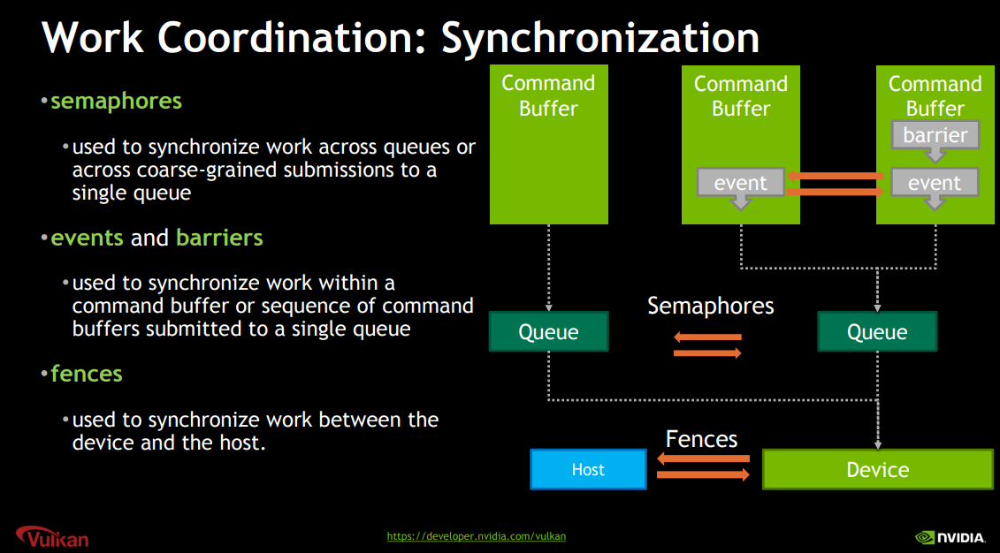 Work Coordination: Synchronization
•semaphores
•used to synchronize work across queues or
across coarse-grained submissions to a
single queue
•events and barriers
•used to synchronize work within a
command buffer or sequence of command
buffers submitted to a single queue
•fences
•used to synchronize work between the
device and the host.
Command
Buffer
Command
Buffer
event
Command
Buffer
barrier
event
Semaphores
Queue
Queue
Fences
Host
Device
Vulkan
https://developer.nvidia.com/vulkan
NVIDIA.